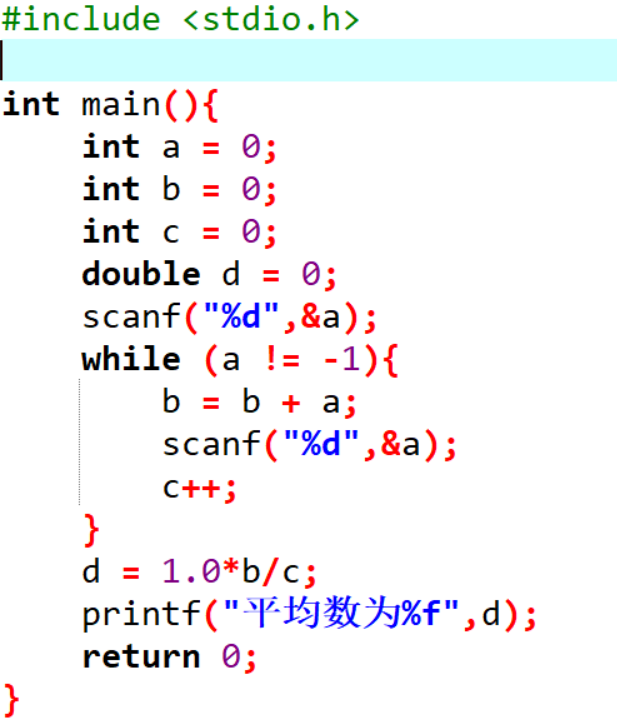 #include <stdio.h>
int main(){
int a = 0;
int b = 0;
int c = 0;
double d = 0;
scanf("%d",&a);
while (a != -1){
b = b + a;
scanf("%d",&a);
c++;
}
d = 1.0*b/c;
printf("平均数为%f",d);
return 0;
}